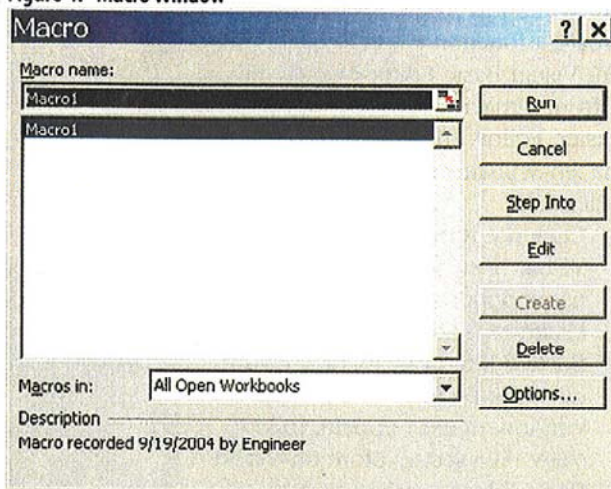 Macro
Macro name:
Macro1
Macro1
Run
Cancel
Step Into
Edit
Create
Delete
Options...
Macros in:
All Open Workbooks
Description
Macro recorded 9/19/2004 by Engineer